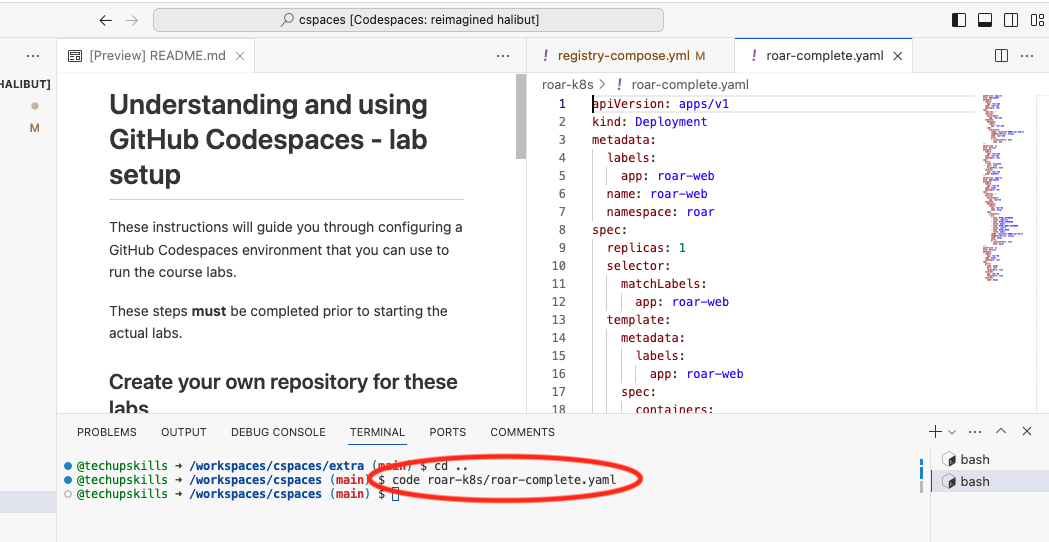 cspaces [Codespaces: reimagined halibut]
HALIBUT]
M
[Preview] README.md
Understanding and using
GitHub Codespaces - lab
setup
These instructions will guide you through configuring a
GitHub Codespaces environment that you can use to
run the course labs.
These steps must be completed prior to starting the
actual labs.
Create your own repository for these
labs
! registry-compose.yml M
! roar-complete.yaml
roar-k8s > ! roar-complete.yaml
1 apiVersion: apps/v1
2 kind: Deployment
3 metadata:
4 labels:
5 app: roar-web
6 name: roar-web
7 namespace: roar
8 spec:
9 replicas: 1
10 selector:
11 matchLabels:
12 app: roar-web
13 template:
14 metadata:
15 labels:
16 app: roar-web
17 spec:
18 containers:
PROBLEMS OUTPUT DEBUG CONSOLE TERMINAL PORTS COMMENTS
@techupskills → /workspaces/cspaces/extra (main) $ cd ..
@techupskills → /workspaces/cspaces (main) $ code roar-k8s/roar-complete.yaml
@techupskills → /workspaces/cspaces (main) $
bash
bash